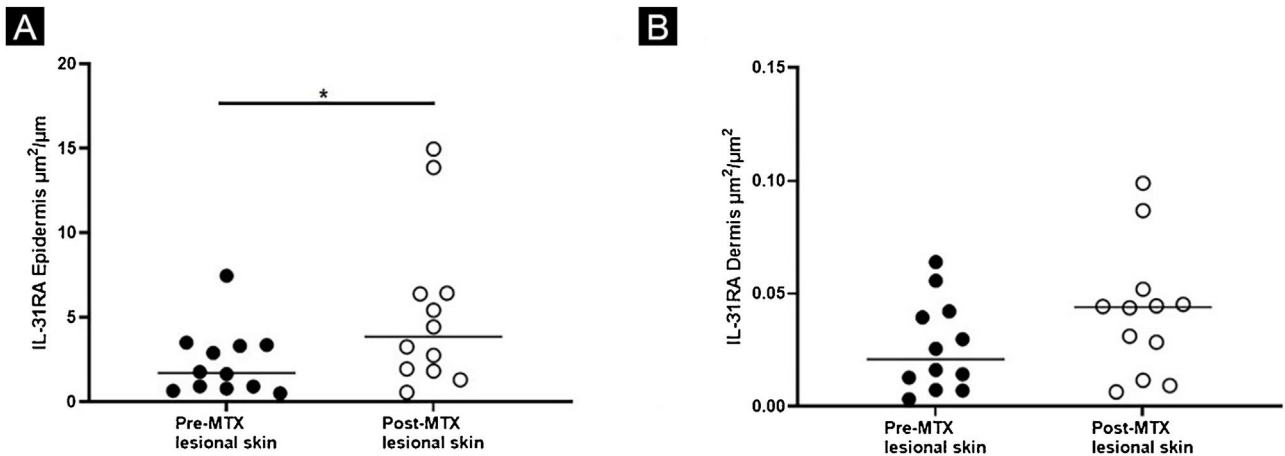 A
20
15
10
5
0
IL-31RA Epidermis µm²/µm
*
Pre-MTX
lesional skin
Post-MTX
lesional skin
B
0.15
0.10
0.05
0.00
IL-31RA Dermis µm²/µm²
Pre-MTX
lesional skin
Post-MTX
lesional skin